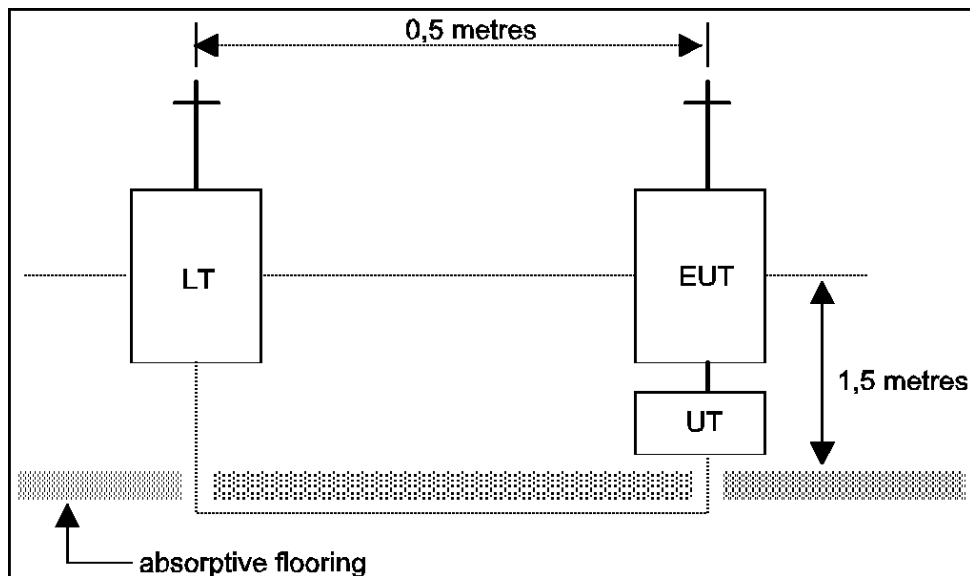 0,5 metres
LT
EUT
1,5 metres
UT
absorptive flooring